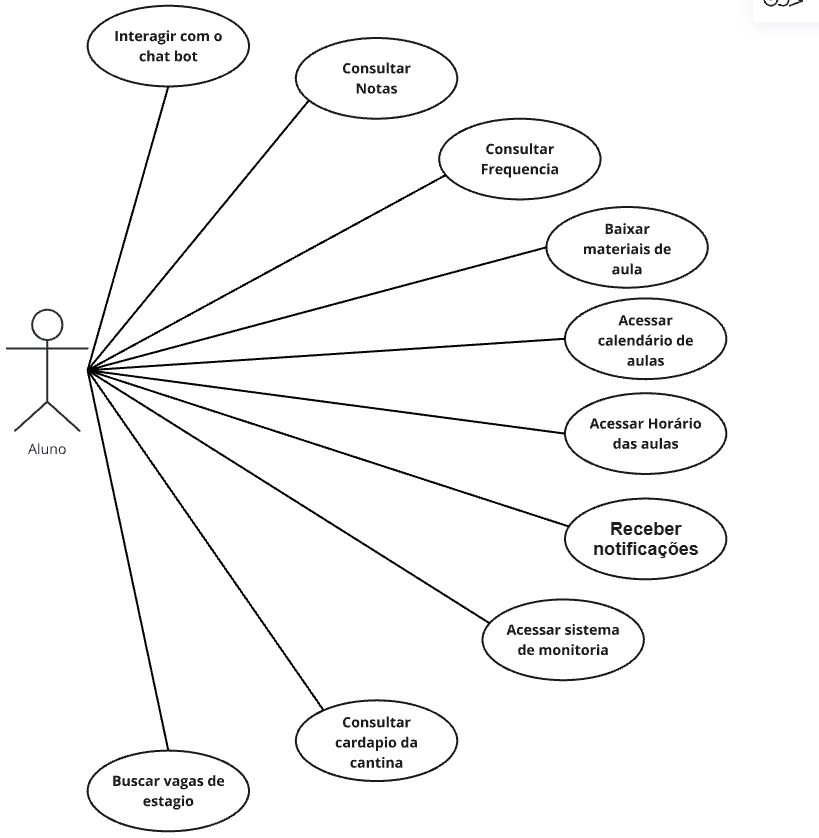 Interagir com o
chat bot
Consultar
Notas
Consultar
Frequencia
Baixar
materiais de
aula
Acessar
calendário de
aulas
Acessar Horário
das aulas
Receber
notificações
Acessar sistema
de monitoria
Consultar
cardapio da
cantina
Buscar vagas de
estagio
Aluno